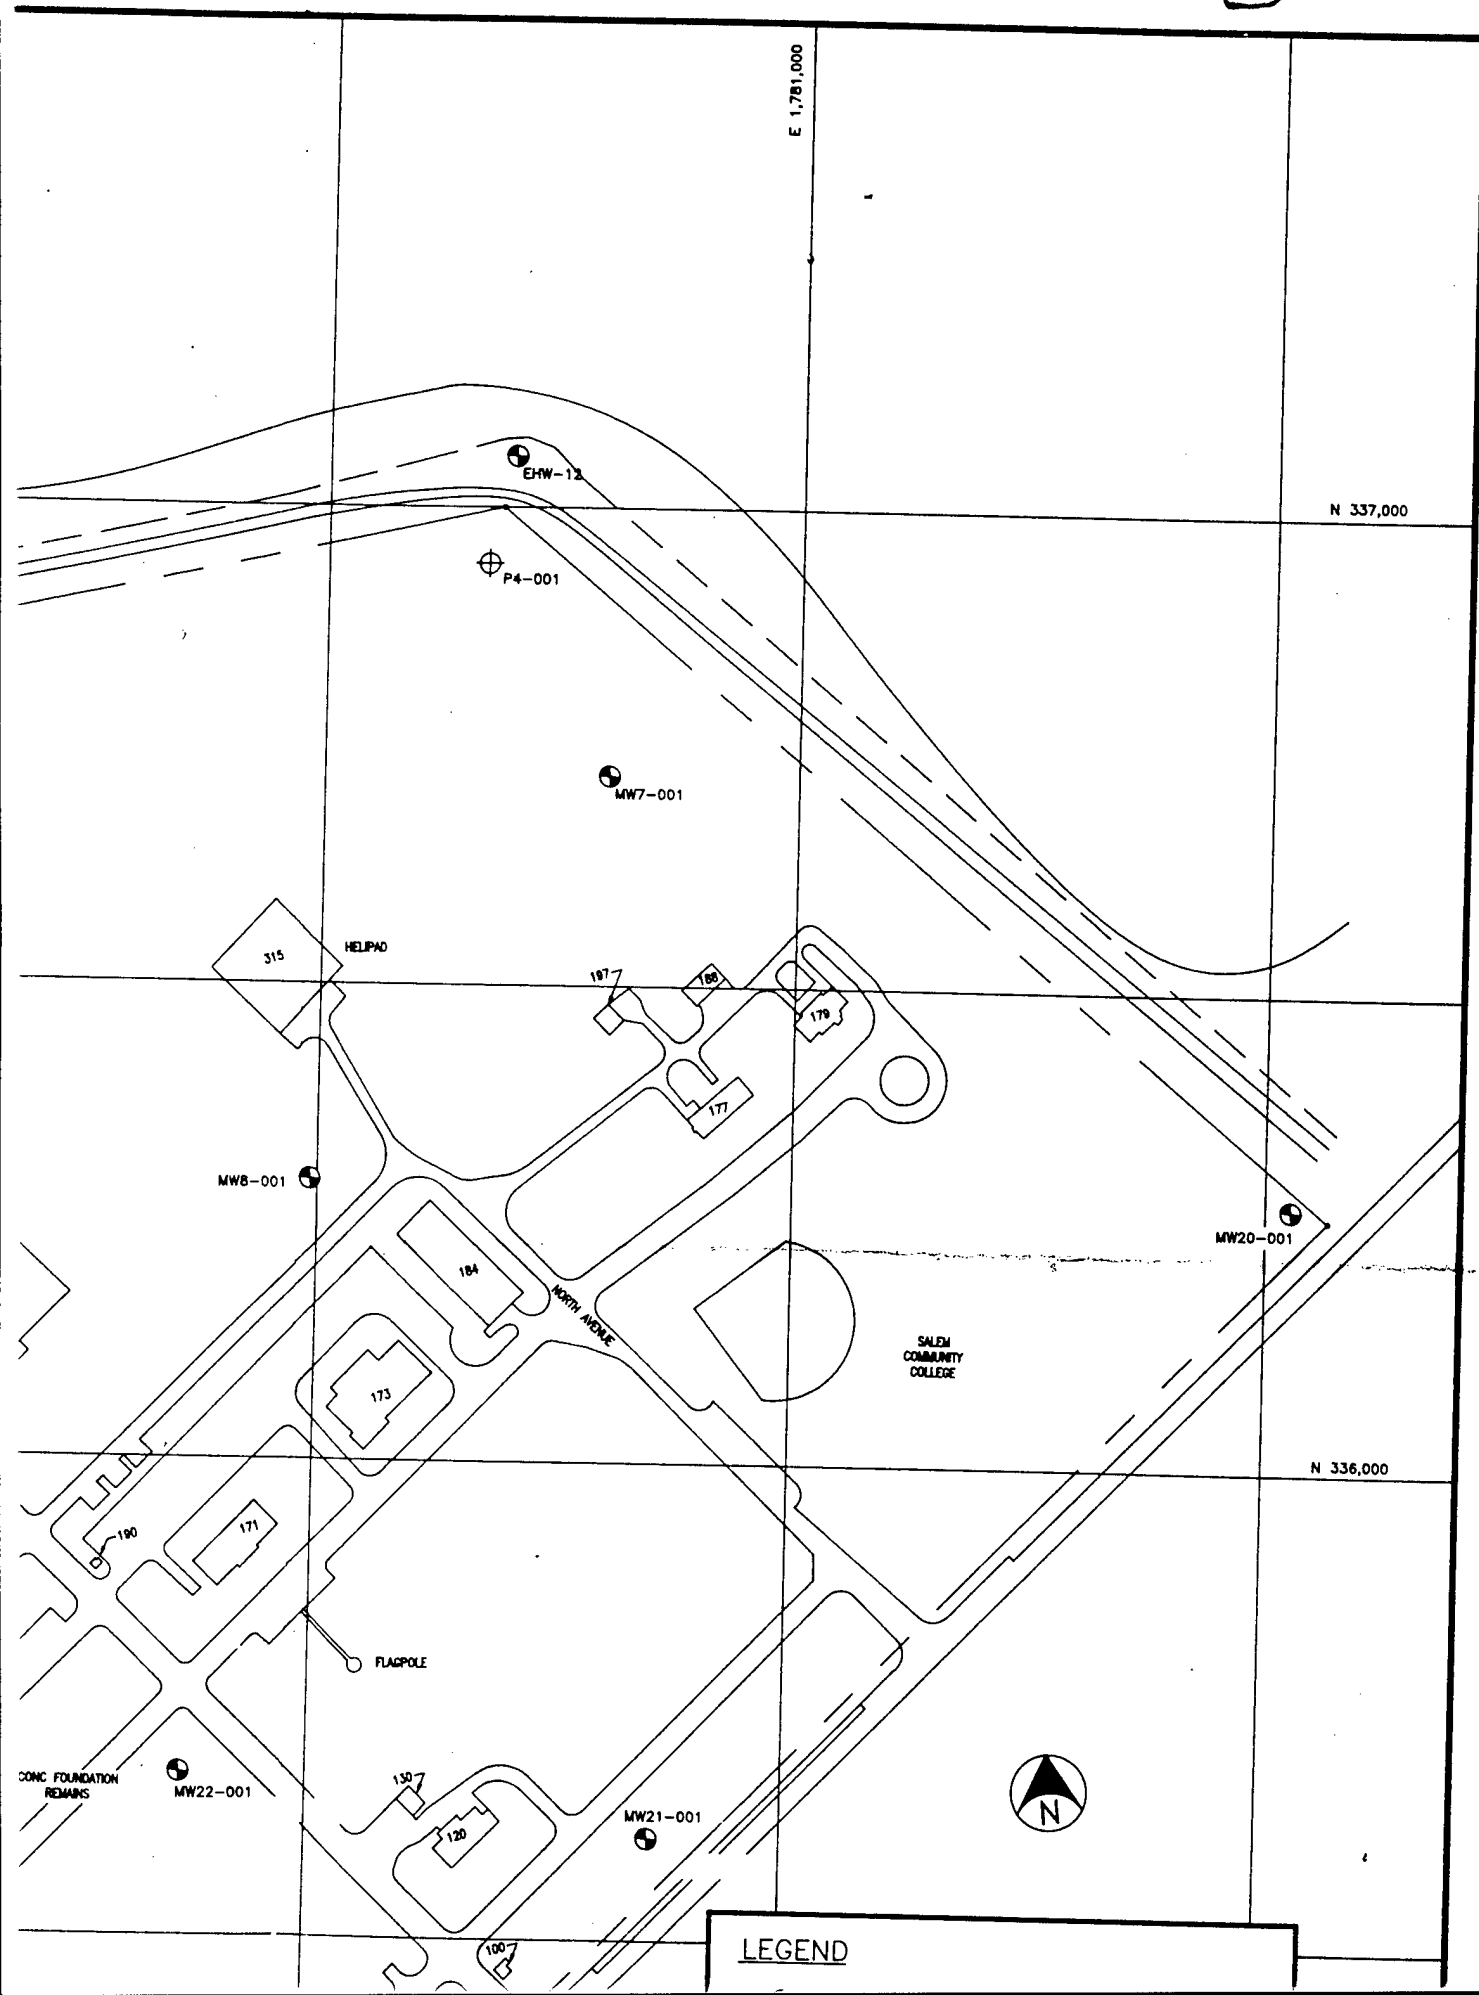 E 1,781,000
EHW-12
N 337,000
P4-001
MW7-001
315
HELIPAD
197
188
179
177
MW8-001
MW20-001
184
NORTH AVENUE
SALEM
COMMUNITY
COLLEGE
173
N 336,000
171
190
FLAGPOLE
CONC FOUNDATION
REMAINS
MW22-001
130
120
MW21-001
N
100
LEGEND